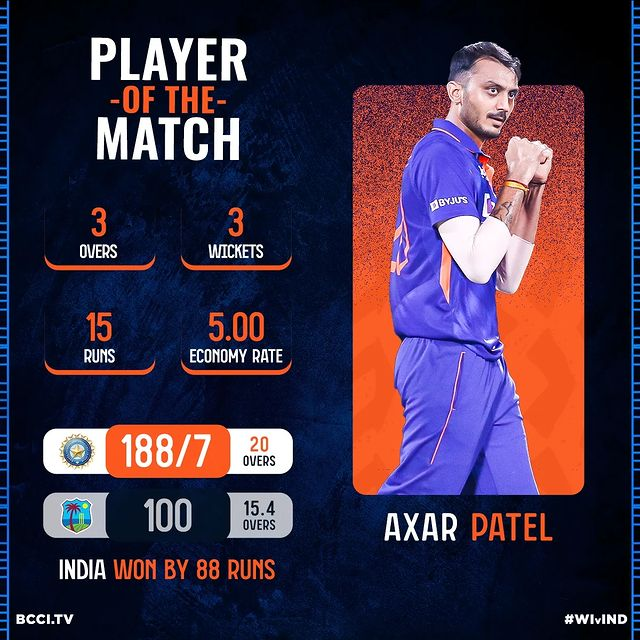 PLAYER
-OF THE-
MATCH
3
OVERS
3
WICKETS
15
RUNS
5.00
ECONOMY RATE
188/7
20
OVERS
100
15.4
OVERS
INDIA WON BY 88 RUNS
BYJU'S
AXAR PATEL
BCCI.TV
#WIvIND